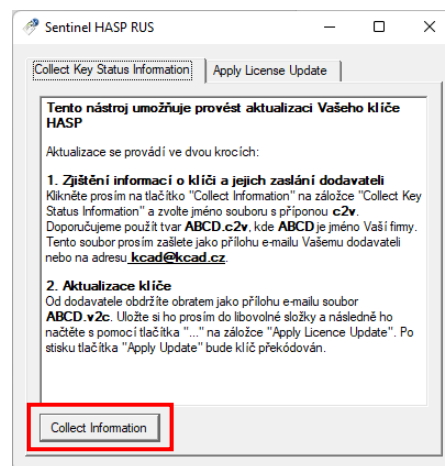 Sentinel HASP RUS
Collect Key Status Information
Apply License Update
Tento nástroj umožňuje provést aktualizaci Vašeho klíče
HASP
Aktualizace se provádí ve dvou krocích:
1. Zjištění informací o klíči a jejich zaslání dodavateli
Klikněte prosím na tlačítko "Collect Information" na záložce "Collect Key
Status Information" a zvolte jméno souboru s příponou c2v.
Doporučujeme použít tvar ABCD.c2v, kde ABCD je jméno Vaší firmy.
Tento soubor prosím zašlete jako přílohu e-mailu Vašemu dodavateli
nebo na adresu kcad@kcad.cz.
2. Aktualizace klíče
Od dodavatele obdržíte obratem jako přílohu e-mailu soubor
ABCD.v2c. Uložte si ho prosím do libovolné složky a následně ho
načtěte s pomocí tlačítka "..." na záložce "Apply Licence Update". Po
stisku tlačítka "Apply Update" bude klíč překódován.
Collect Information